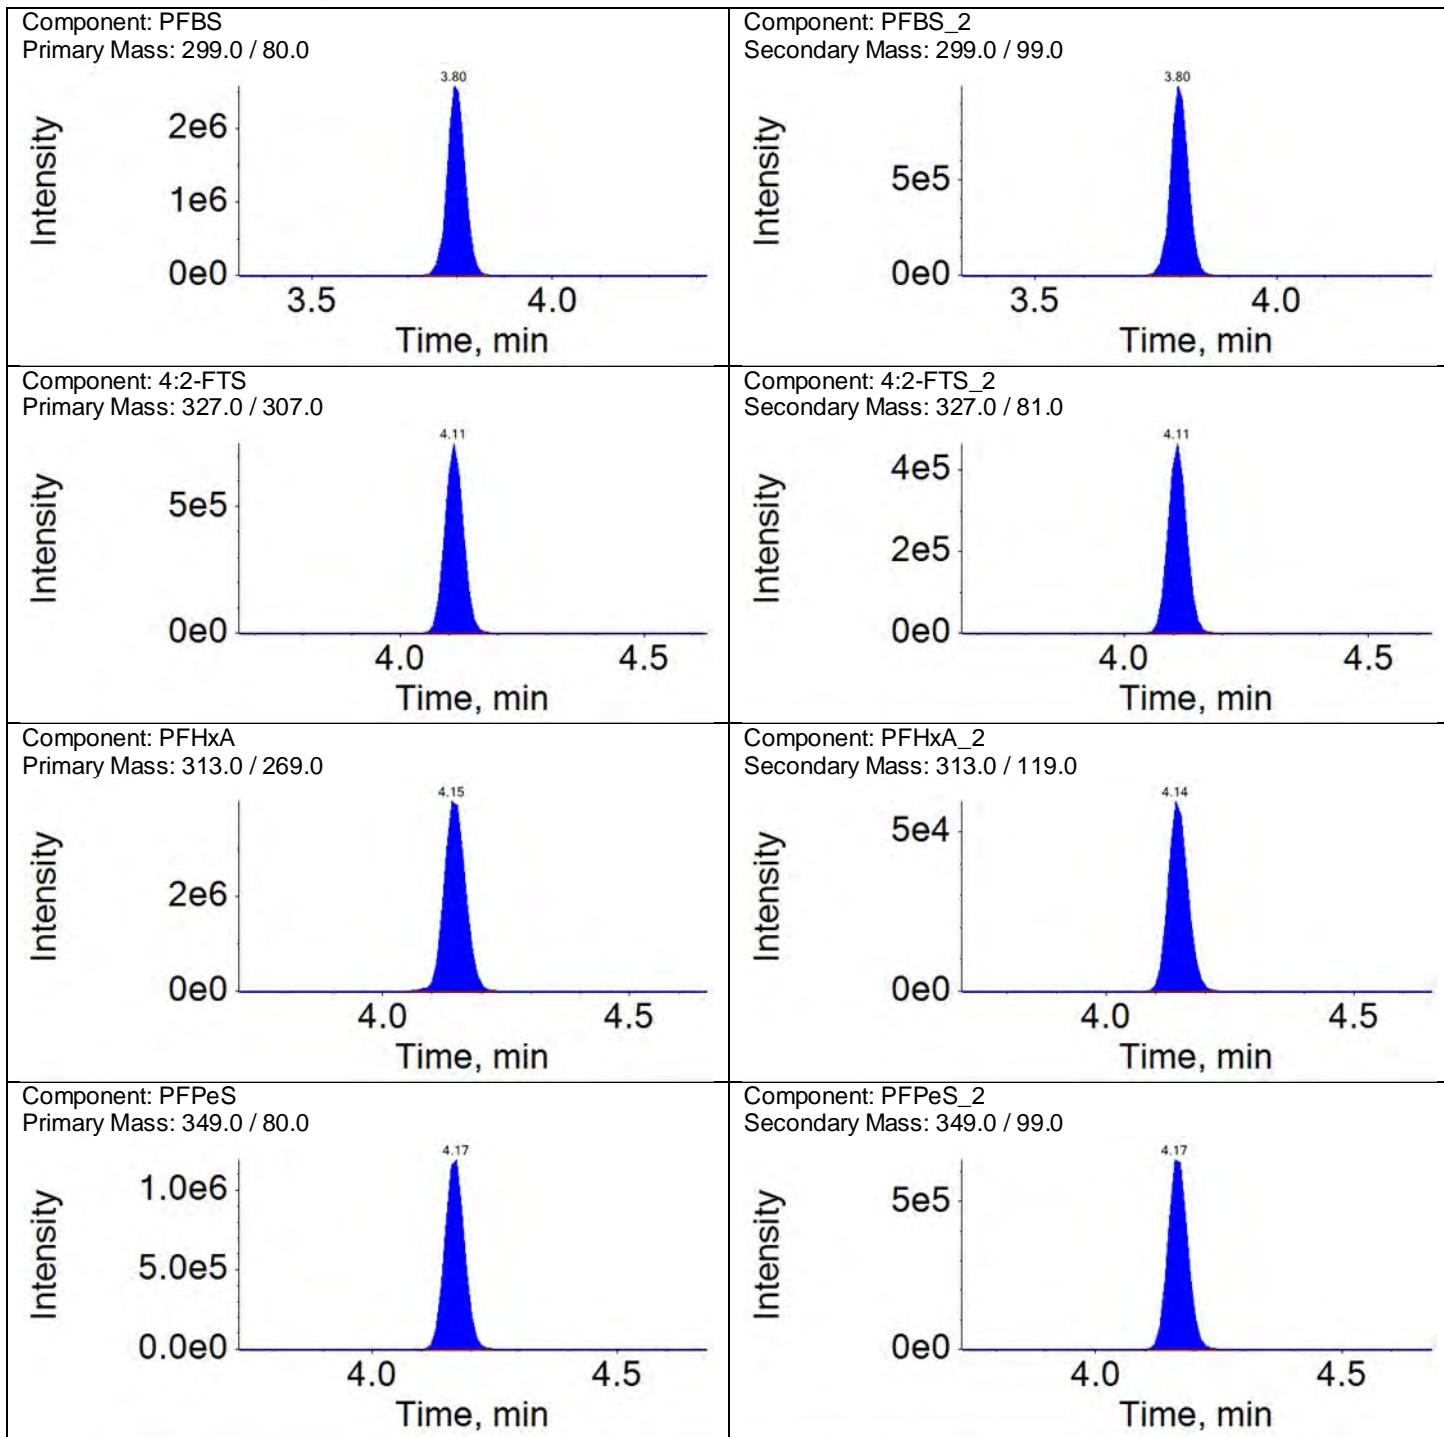 Component: PFBS
Primary Mass: 299.0 / 80.0
3.80
Intensity
2e6
1e6
0e0
3.5 4.0
Time, min
Component: PFBS_2
Secondary Mass: 299.0 / 99.0
3.80
Intensity
5e5
0e0
3.5 4.0
Time, min
Component: 4:2-FTS
Primary Mass: 327.0 / 307.0
4.11
Intensity
5e5
0e0
4.0 4.5
Time, min
Component: 4:2-FTS_2
Secondary Mass: 327.0 / 81.0
4.11
Intensity
4e5
2e5
0e0
4.0 4.5
Time, min
Component: PFHxA
Primary Mass: 313.0 / 269.0
4.15
Intensity
2e6
0e0
4.0 4.5
Time, min
Component: PFHxA_2
Secondary Mass: 313.0 / 119.0
4.14
Intensity
5e4
0e0
4.0 4.5
Time, min
Component: PFPeS
Primary Mass: 349.0 / 80.0
4.17
Intensity
1.0e6
5.0e5
0.0e0
4.0 4.5
Time, min
Component: PFPeS_2
Secondary Mass: 349.0 / 99.0
4.17
Intensity
5e5
0e0
4.0 4.5
Time, min